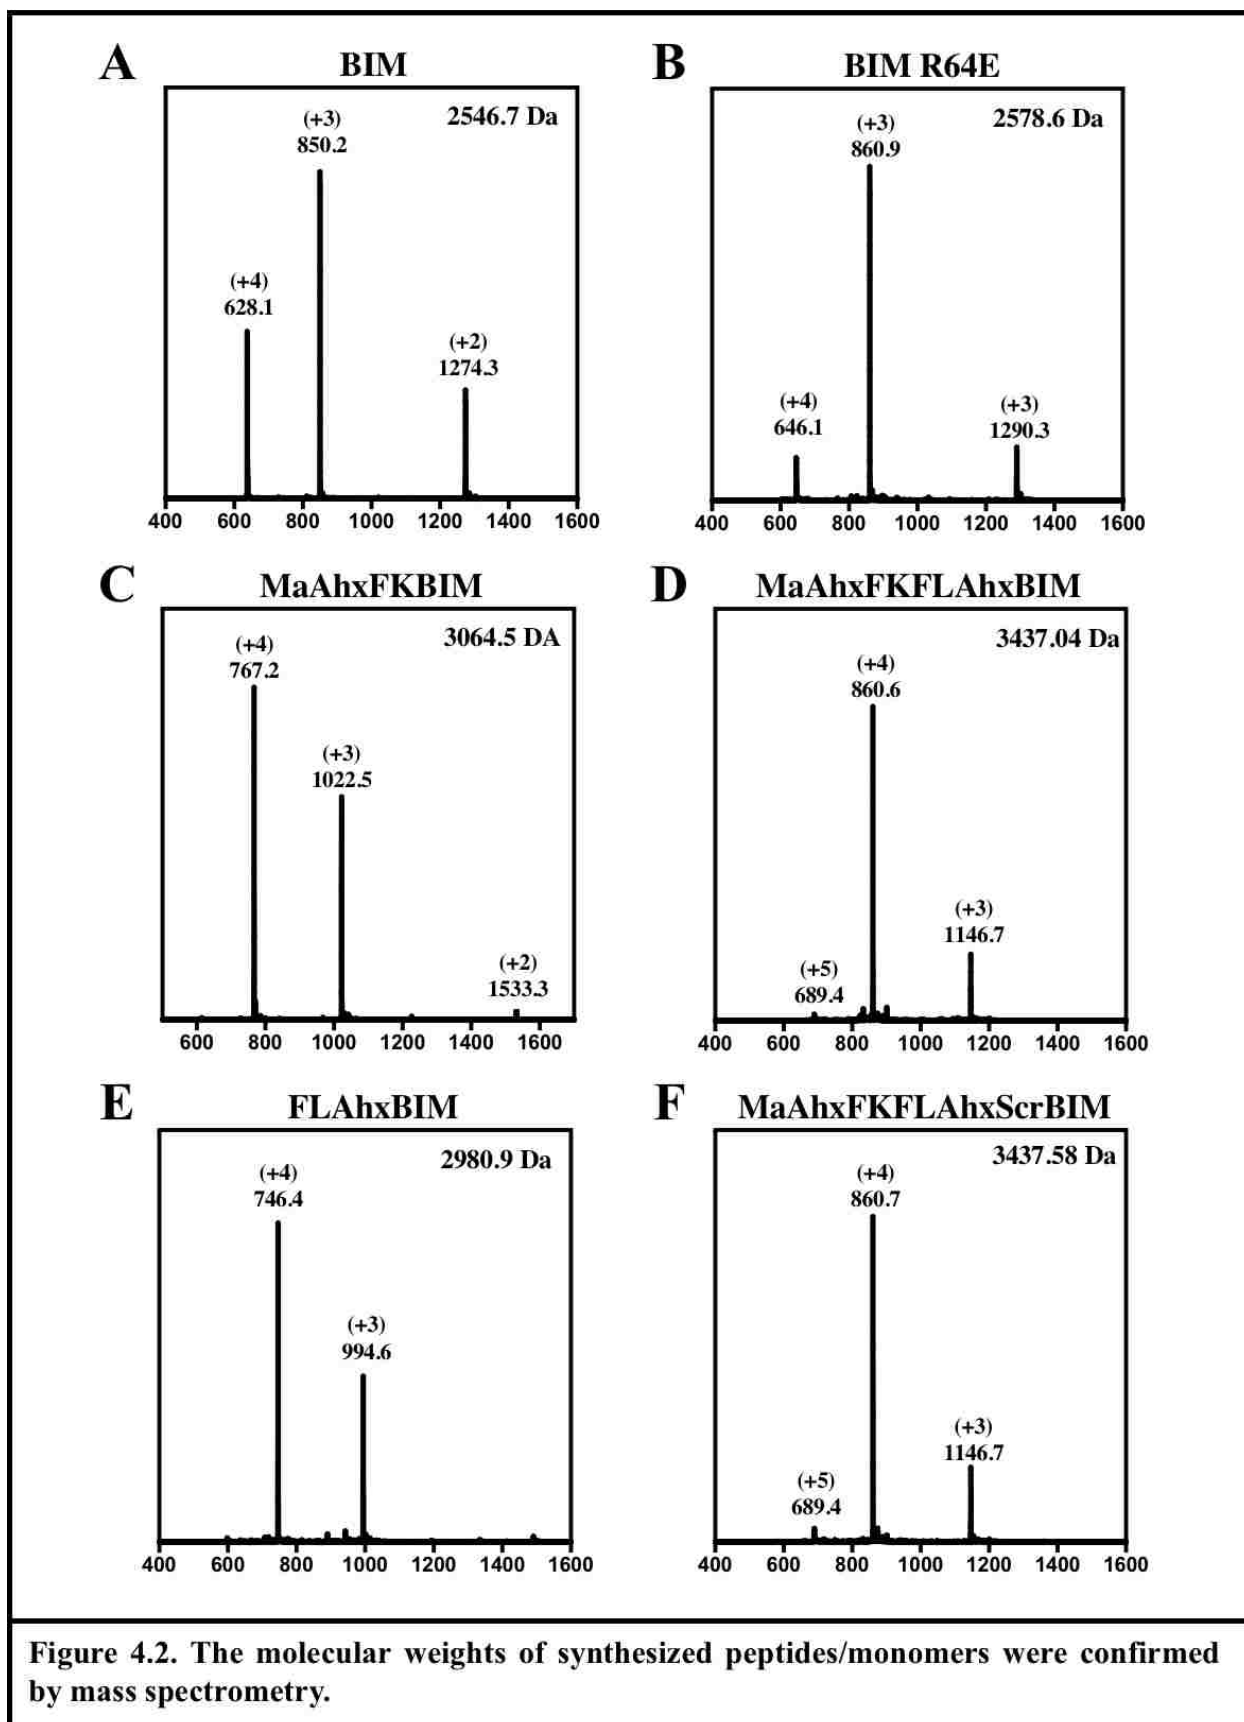 A
BIM
2546.7 Da
(+3)
850.2
(+4)
628.1
(+2)
1274.3
400 600 800 1000 1200 1400 1600
B
BIM R64E
2578.6 Da
(+3)
860.9
(+4)
646.1
(+3)
1290.3
400 600 800 1000 1200 1400 1600
C
MaAhxFKBIM
3064.5 DA
(+4)
767.2
(+3)
1022.5
(+2)
1533.3
600 800 1000 1200 1400 1600
D
MaAhxFKFLAhxBIM
3437.04 Da
(+4)
860.6
(+3)
1146.7
(+5)
689.4
400 600 800 1000 1200 1400 1600
E
FLAhxBIM
2980.9 Da
(+4)
746.4
(+3)
994.6
400 600 800 1000 1200 1400 1600
F
MaAhxFKFLAhxScrBIM
3437.58 Da
(+4)
860.7
(+3)
1146.7
(+5)
689.4
400 600 800 1000 1200 1400 1600
Figure 4.2. The molecular weights of synthesized peptides/monomers were confirmed
by mass spectrometry.